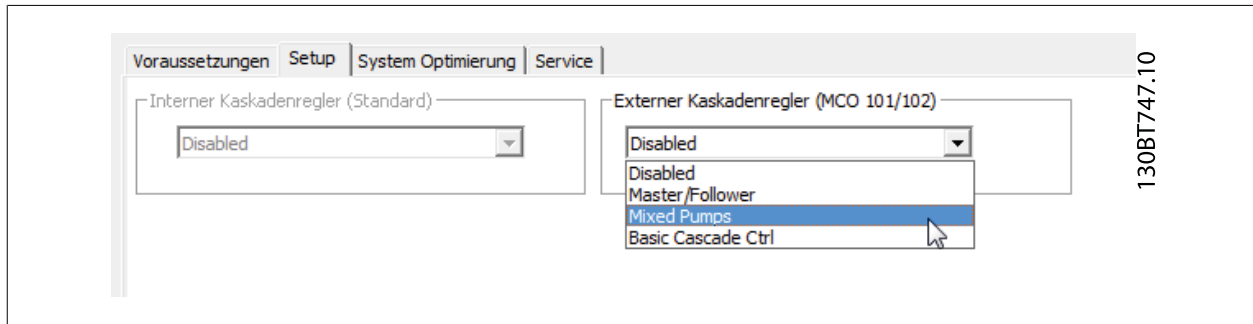 Voraussetzungen Setup System Optimierung Service
Interner Kaskadenregler (Standard)
Disabled
Externer Kaskadenregler (MCO 101/102)
Disabled
Disabled
Master/Follower
Mixed Pumps
Basic Cascade Ctrl
130BT747.10